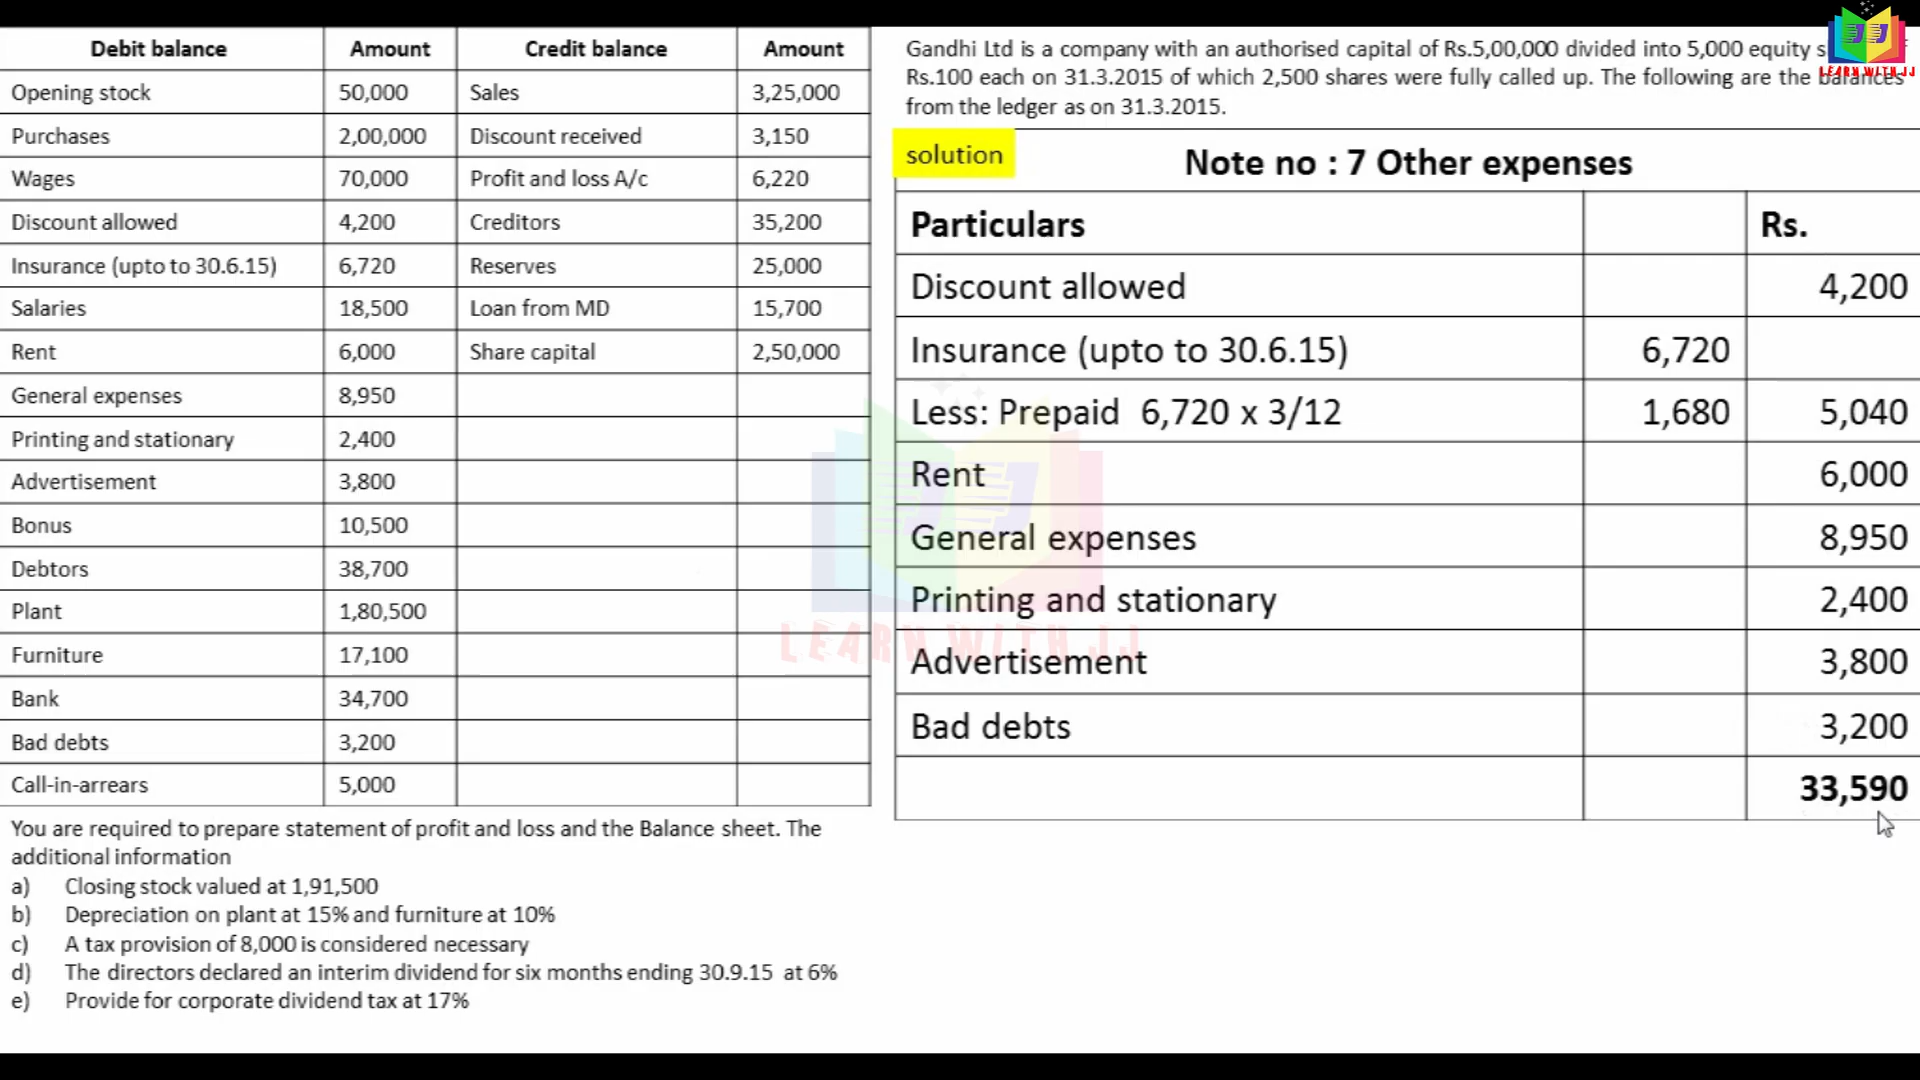 Debit balance Amount Credit balance Amount
Opening stock 50,000 Sales 3,25,000
Purchases 2,00,000 Discount received 3,150
Wages 70,000 Profit and loss A/c 6,220
Discount allowed 4,200 Creditors 35,200
Insurance (upto to 30.6.15) 6,720 Reserves 25,000
Salaries 18,500 Loan from MD 15,700
Rent 6,000 Share capital 2,50,000
General expenses 8,950
Printing and stationary 2,400
Advertisement 3,800
Bonus 10,500
Debtors 38,700
Plant 1,80,500
Furniture 17,100
Bank 34,700
Bad debts 3,200
Call-in-arrears 5,000
You are required to prepare statement of profit and loss and the Balance sheet. The
additional information
a) Closing stock valued at 1,91,500
b) Depreciation on plant at 15% and furniture at 10%
c) A tax provision of 8,000 is considered necessary
d) The directors declared an interim dividend for six months ending 30.9.15 at 6%
e) Provide for corporate dividend tax at 17%
Gandhi Ltd is a company with an authorised capital of Rs.5,00,000 divided into 5,000 equity
Rs.100 each on 31.3.2015 of which 2,500 shares were fully called up. The following are the balances
from the ledger as on 31.3.2015.
LEARN WITH JJ
solution
Note no : 7 Other expenses
Particulars Rs.
Discount allowed 4,200
Insurance (upto to 30.6.15) 6,720
Less: Prepaid 6,720 x 3/12 1,680 5,040
Rent 6,000
General expenses 8,950
Printing and stationary 2,400
Advertisement 3,800
Bad debts 3,200
33,590
LEARN WITH JJ